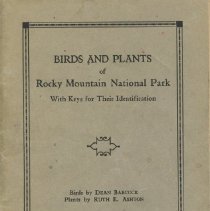 BIRDS AND PLANTS
of
Rocky Mountain National Park
With Keys for Their Identification
Birds by DEAN BABCOCK
Plants by RUTH E. ASHTON